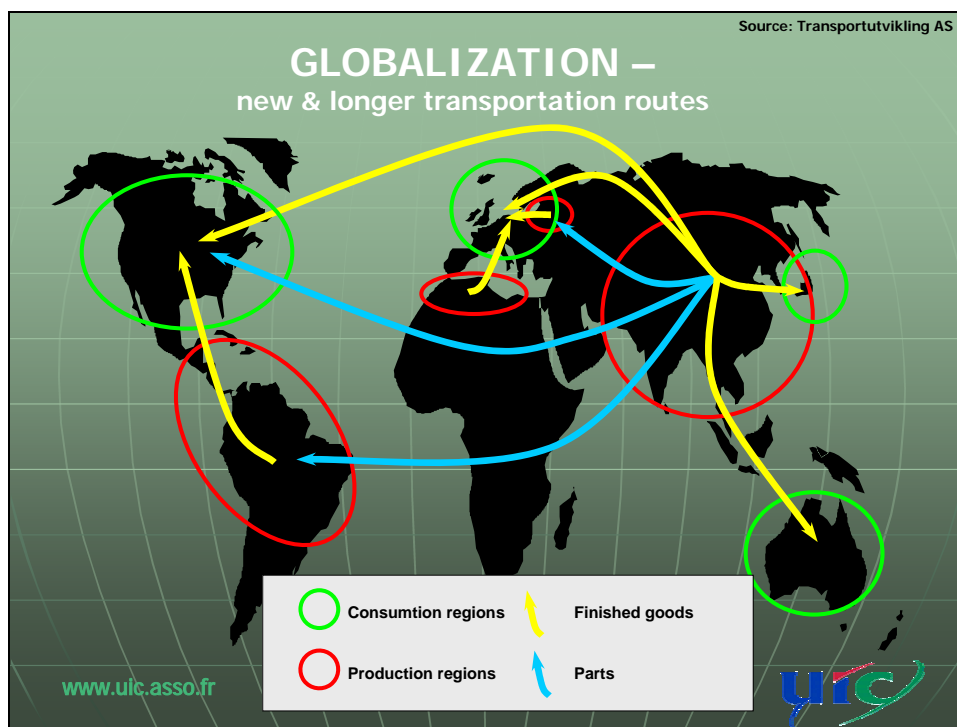 Source: Transportutvikling AS
GLOBALIZATION –
new & longer transportation routes
Consumtion regions
Finished goods
Production regions
Parts
www.uic.asso.fr
uic